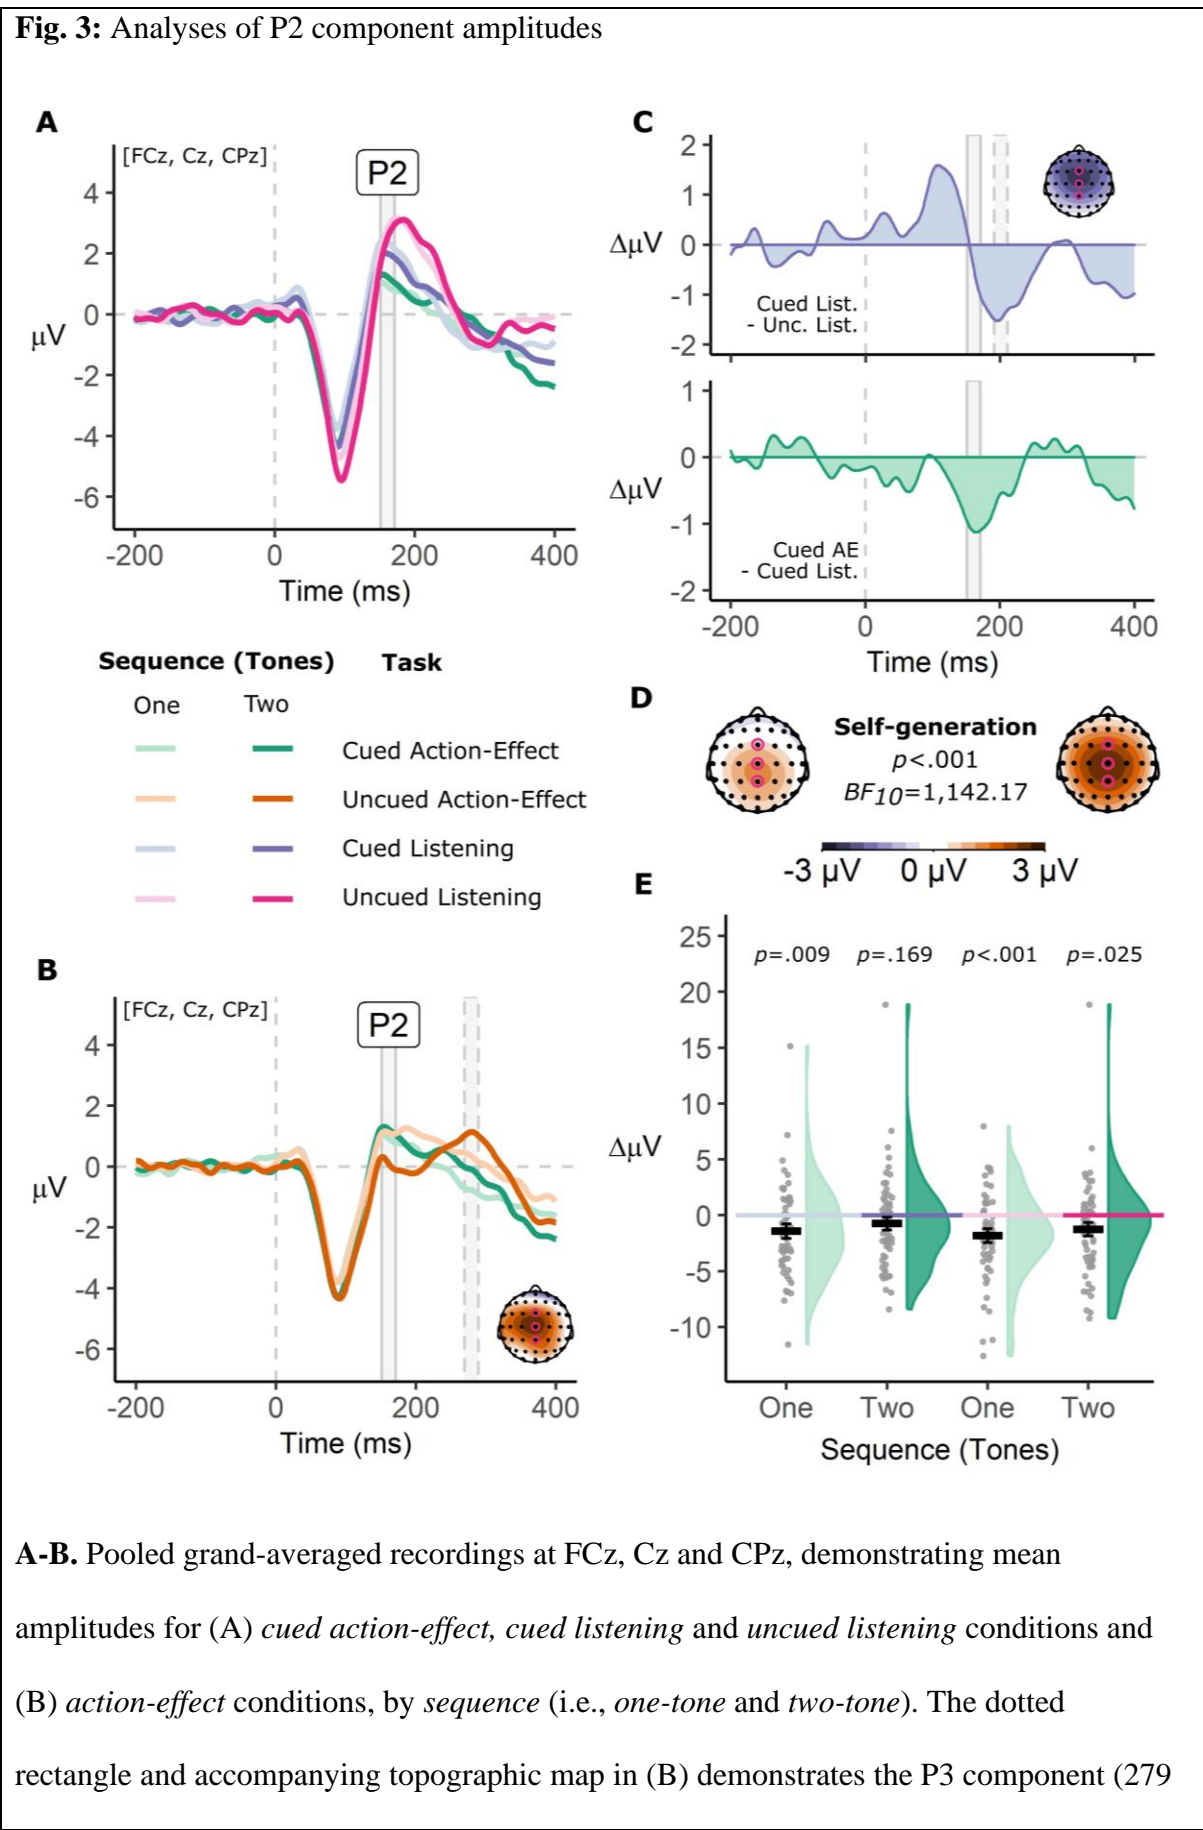 Fig. 3: Analyses of P2 component amplitudes
A
[FCz, Cz, CPz]
P2
4
2
0
-2
-4
-6
µV
-200
0
200
400
Time (ms)
C
2
1
0
-1
-2
ΔµV
Cued List.
- Unc. List.
1
0
-1
-2
ΔµV
Cued AE
- Cued List.
-200
0
200
400
Time (ms)
Sequence (Tones) Task
One Two
Cued Action-Effect
Uncued Action-Effect
Cued Listening
Uncued Listening
D
Self-generation
p<.001
BF10=1,142.17
-3 µV 0 µV 3 µV
B
[FCz, Cz, CPz]
P2
4
2
0
-2
-4
-6
µV
-200
0
200
400
Time (ms)
E
25
20
15
10
5
0
-5
-10
ΔµV
p=.009 p=.169 p<.001 p=.025
One Two One Two
Sequence (Tones)
A-B. Pooled grand-averaged recordings at FCz, Cz and CPz, demonstrating mean
amplitudes for (A) cued action-effect, cued listening and uncued listening conditions and
(B) action-effect conditions, by sequence (i.e., one-tone and two-tone). The dotted
rectangle and accompanying topographic map in (B) demonstrates the P3 component (279